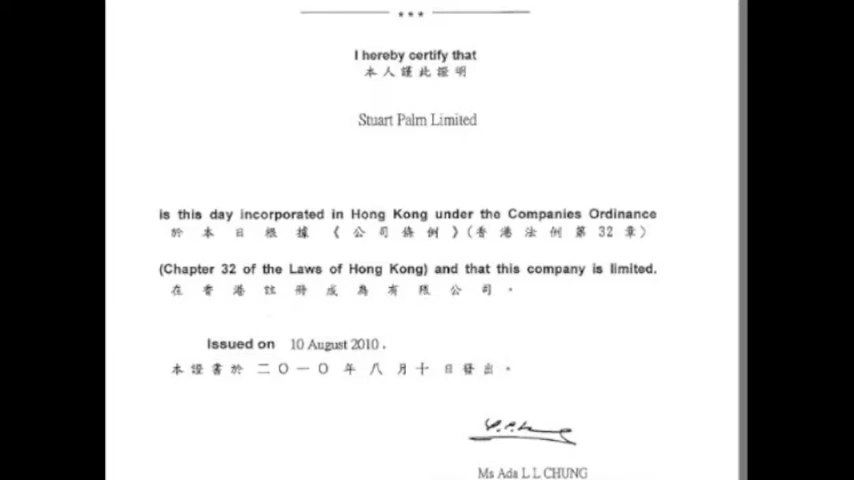 ***
I hereby certify that
本人謹此證明
Stuart Palm Limited
is this day incorporated in Hong Kong under the Companies Ordinance
於本日根據《公司條例》(香港法例第32章)
(Chapter 32 of the Laws of Hong Kong) and that this company is limited.
在香港註冊成為有限公司。
Issued on 10 August 2010.
本證書於二〇一〇年八月十日發出。
Ms Ada L L CHUNG